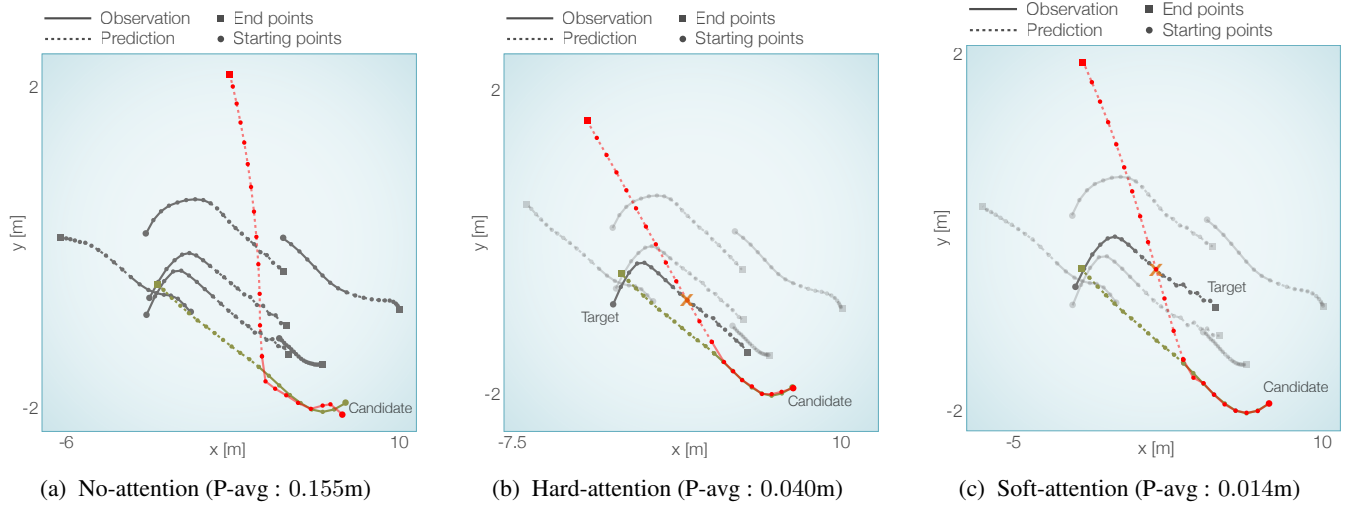 Observation
Prediction
End points
Starting points
2
y [m]
-2
-6
x [m]
10
Candidate
(a) No-attention (P-avg : 0.155m)
Observation
Prediction
End points
Starting points
2
y [m]
-2
-7.5
x [m]
10
Target
Candidate
(b) Hard-attention (P-avg : 0.040m)
Observation
Prediction
End points
Starting points
2
y [m]
-2
-5
x [m]
10
Target
Candidate
(c) Soft-attention (P-avg : 0.014m)